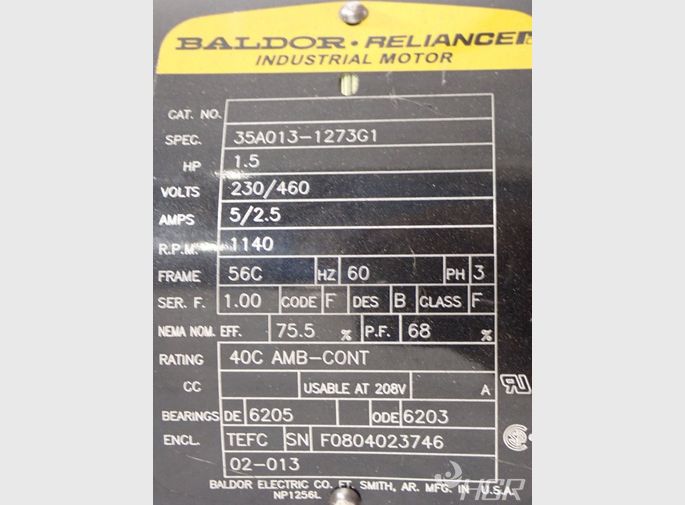 BALDOR • RELIANCE
INDUSTRIAL MOTOR
CAT. NO.
SPEC. 35A013-1273G1
HP 1.5
VOLTS 230/460
AMPS 5/2.5
R.P.M. 1140
FRAME 56C HZ 60 PH 3
SER. F. 1.00 CODE F DES B CLASS F
NEMA NOM. EFF. 75.5 % P.F. 68 %
RATING 40C AMB-CONT
CC USABLE AT 208V A
BEARINGS DE 6205 ODE 6203
ENCL. TEFC SN F0804023746
02-013
BALDOR ELECTRIC CO. FT. SMITH, AR. MFG. IN U.S.A.
NP1256L
HGR